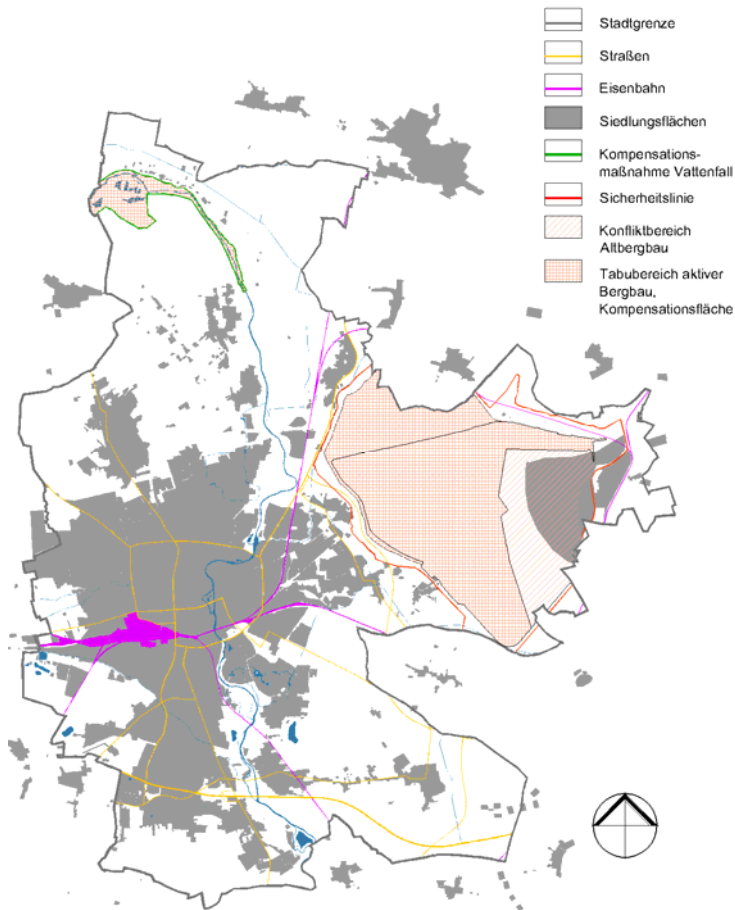 Stadtgrenze
Straßen
Eisenbahn
Siedlungsflächen
Kompensations-
maßnahme Vattenfall
Sicherheitslinie
Konfliktbereich
Altbergbau
Tabubereich aktiver
Bergbau,
Kompensationsfläche